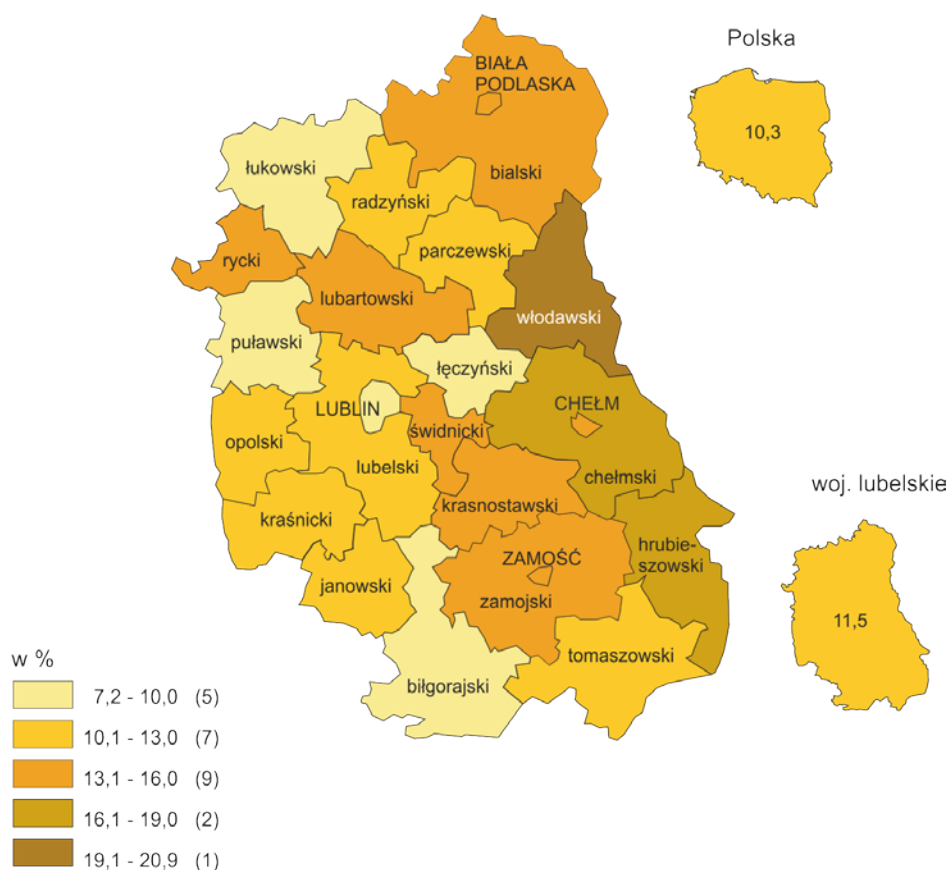 Polska
10,3
BIAŁA
PODLASKA
bialski
łukowski
radzyński
parczewski
rycki
lubartowski
włodawski
puławski
łęczyński
LUBLIN
CHEŁM
opolski
świdnicki
lubelski
chełmski
kraśnicki
krasnostawski
hrubie-
szowski
ZAMOŚĆ
janowski
zamojski
tomaszowski
biłgorajski
woj. lubelskie
11,5
w %
7,2 - 10,0 (5)
10,1 - 13,0 (7)
13,1 - 16,0 (9)
16,1 - 19,0 (2)
19,1 - 20,9 (1)